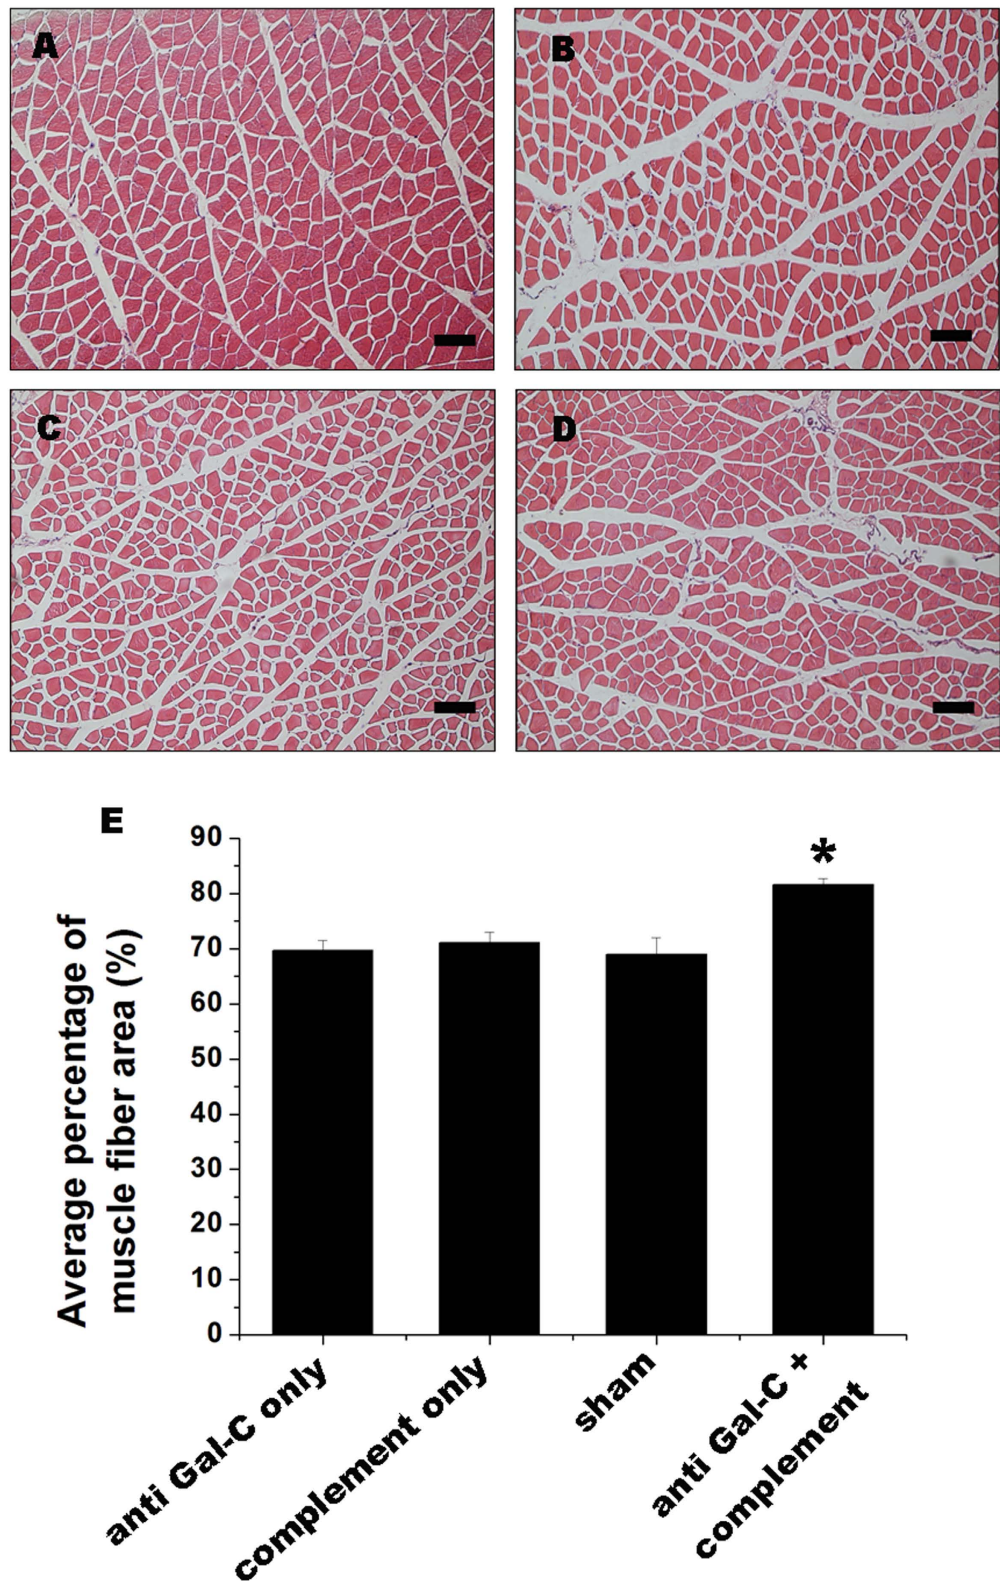 A
B
C
D
E
Average percentage of
muscle fiber area (%)
90
80
70
60
50
40
30
20
10
0
*
anti Gal-C only
complement only
sham
anti Gal-C +
complement